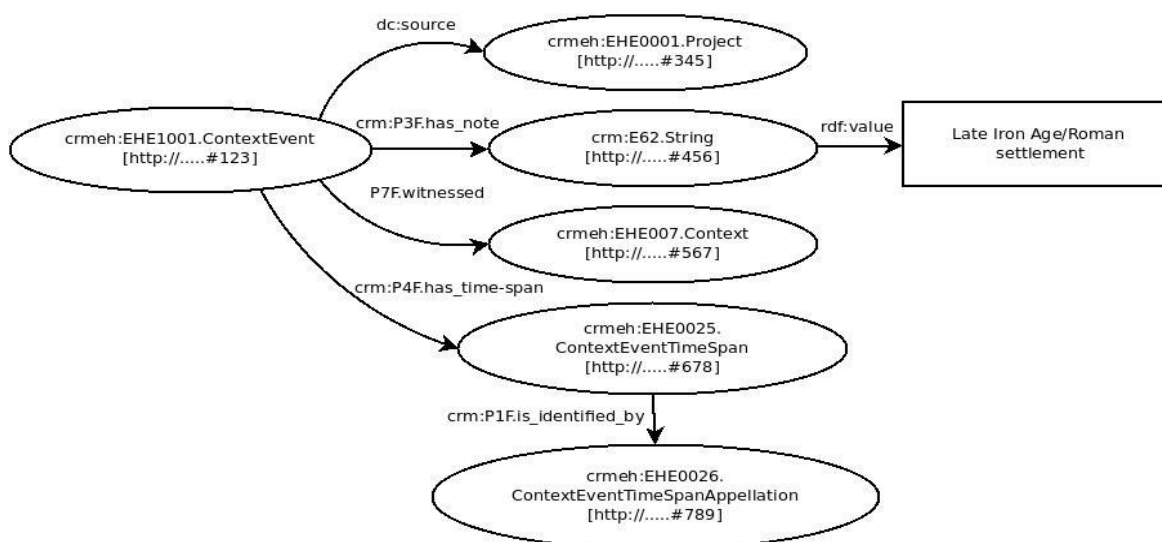 dc:source
crmeh:EHE0001.Project
[http://.....#345]
crmeh:EHE1001.ContextEvent
[http://.....#123]
crm:P3F.has_note
crm:E62.String
[http://.....#456]
rdf:value
Late Iron Age/Roman
settlement
P7F.witnessed
crmeh:EHE007.Context
[http://.....#567]
crm:P4F.has_time-span
crmeh:EHE0025.
ContextEventTimeSpan
[http://.....#678]
crm:P1F.is_identified_by
crmeh:EHE0026.
ContextEventTimeSpanAppellation
[http://.....#789]